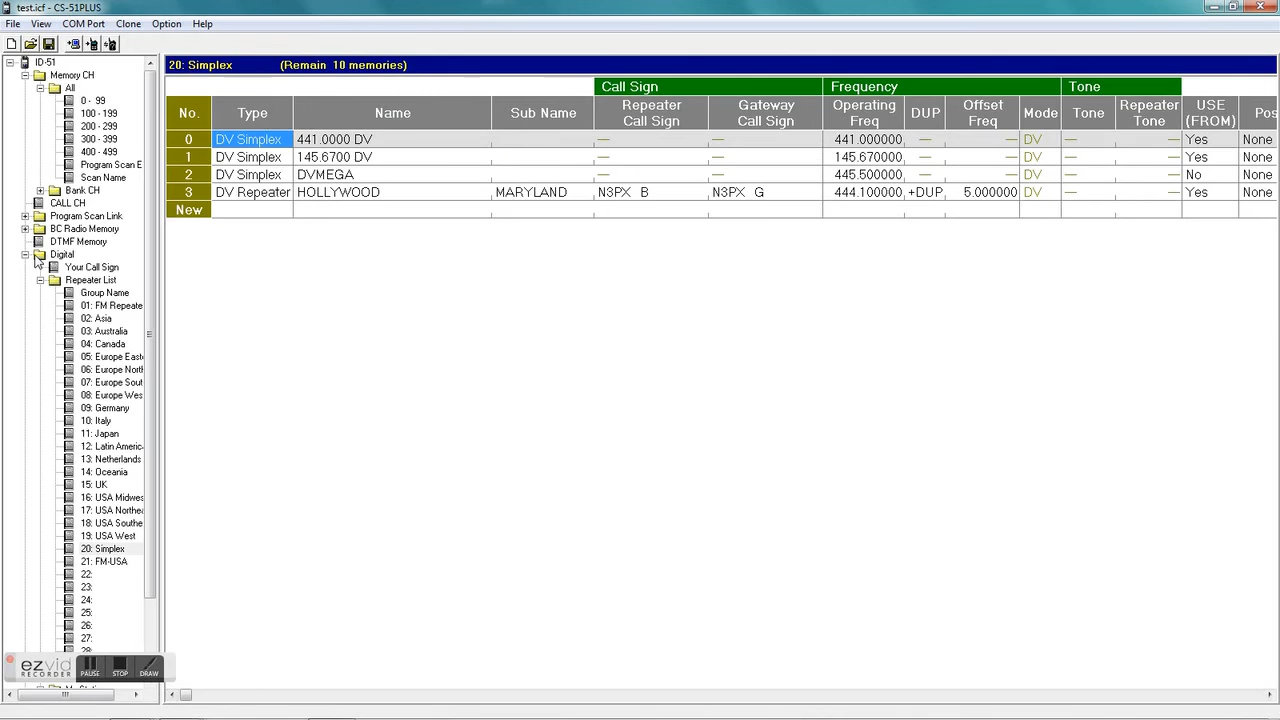 test.icf - CS-51PLUS
File View COM Port Clone Option Help
ID-51
Memory CH
All
0 - 99
100 - 199
200 - 299
300 - 399
400 - 499
Program Scan E
Scan Name
Bank CH
CALL CH
Program Scan Link
BC Radio Memory
DTMF Memory
Digital
Your Call Sign
Repeater List
Group Name
01: FM Repeate
02: Asia
03: Australia
04: Canada
05: Europe East
06: Europe Nort
07: Europe Sout
08: Europe Wes
09: Germany
10: Italy
11: Japan
12: Latin Americ
13: Netherlands
14: Oceania
15: UK
16: USA Midwe
17: USA Northea
18: USA Southe
19: USA West
20: Simplex
21: FM-USA
22:
23:
24:
25:
26:
27:
28:
ezvid
RECORDER
PAUSE STOP DRAW
20: Simplex (Remain 10 memories)
Call Sign Frequency Tone
No. Type Name Sub Name Repeater Call Sign Gateway Call Sign Operating Freq DUP Offset Freq Mode Tone Repeater Tone USE (FROM) Pos
0 DV Simplex 441.0000 DV — — 441.000000 — — DV — — Yes None
1 DV Simplex 145.6700 DV — — 145.670000 — — DV — — Yes None
2 DV Simplex DVMEGA — — 445.500000 — — DV — — No None
3 DV Repeater HOLLYWOOD MARYLAND N3PX B N3PX G 444.100000 +DUP 5.000000 DV — — Yes None
New